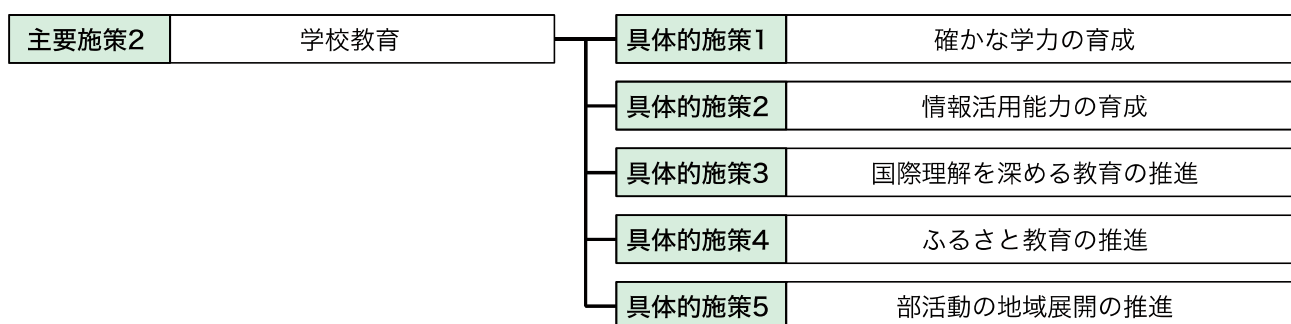 主要施策2 学校教育
具体的施策1 確かな学力の育成
具体的施策2 情報活用能力の育成
具体的施策3 国際理解を深める教育の推進
具体的施策4 ふるさと教育の推進
具体的施策5 部活動の地域展開の推進